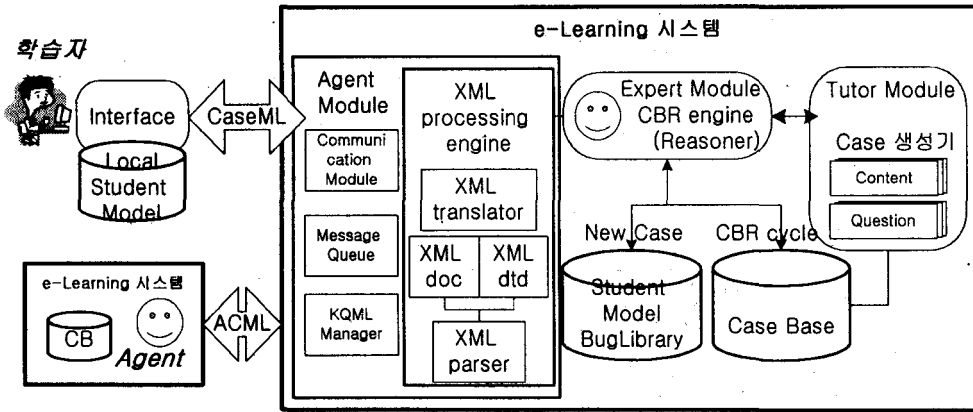 e-Learning 시스템
학습자
Interface
Local
Student
Model
CaseML
Agent
Module
Communi
cation
Module
Message
Queue
KQML
Manager
XML
processing
engine
XML
translator
XML
doc
XML
dtd
XML
parser
Expert Module
CBR engine
(Reasoner)
Tutor Module
Case 생성기
Content
Question
New Case
CBR cycle
Student
Model
BugLibrary
Case Base
e-Learning 시스템
CB
Agent
ACML